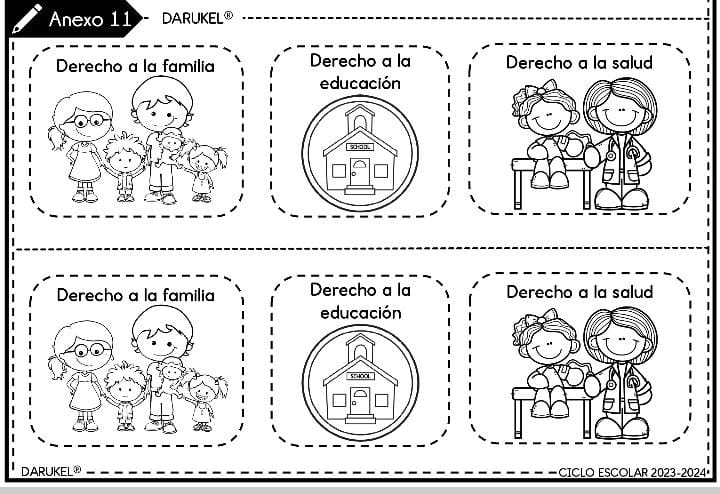 Anexo 11 DARUKEL®
Derecho a la familia
Derecho a la
educación
Derecho a la salud
SCHOOL
Derecho a la familia
Derecho a la
educación
Derecho a la salud
SCHOOL
DARUKEL® CICLO ESCOLAR 2023-2024